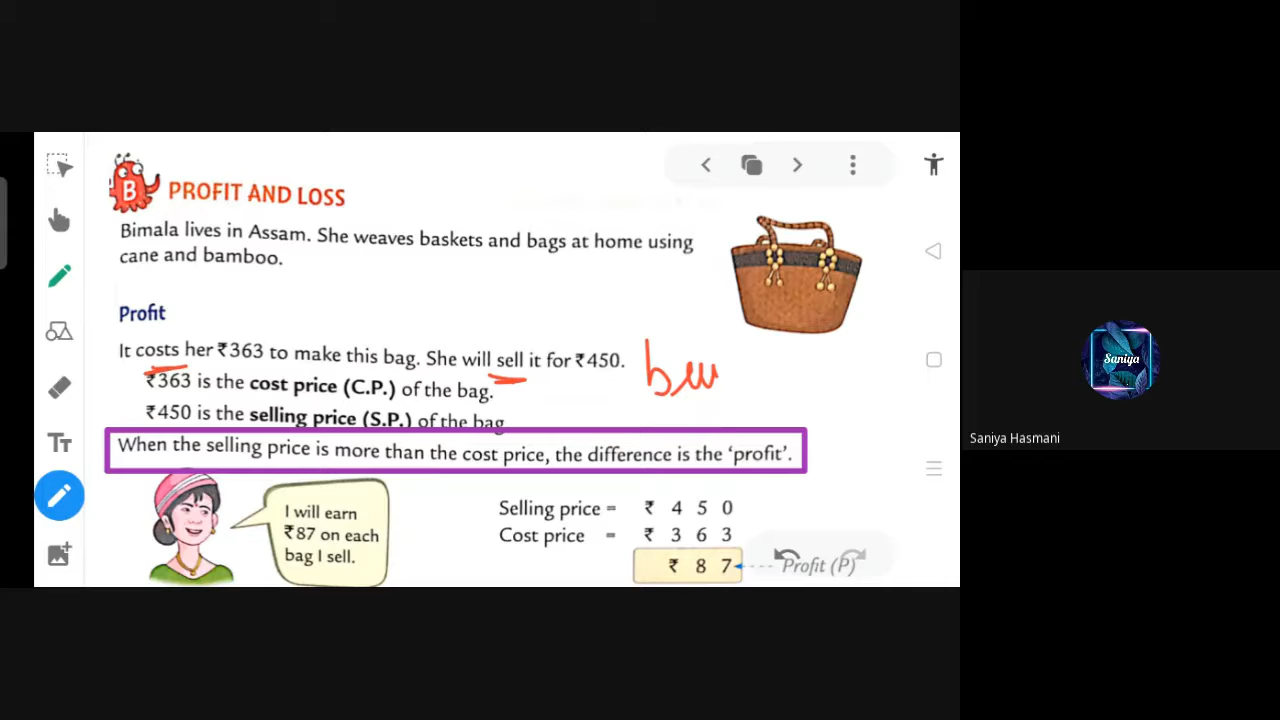 B PROFIT AND LOSS
Bimala lives in Assam. She weaves baskets and bags at home using
cane and bamboo.
Profit
It costs her ₹363 to make this bag. She will sell it for ₹450.
₹363 is the cost price (C.P.) of the bag.
₹450 is the selling price (S.P.) of the bag
When the selling price is more than the cost price, the difference is the ‘profit’.
I will earn
₹87 on each
bag I sell.
Selling price = ₹ 4 5 0
Cost price = ₹ 3 6 3
₹ 8 7 Profit (P)
Tт
Saniya
Saniya Hasmani